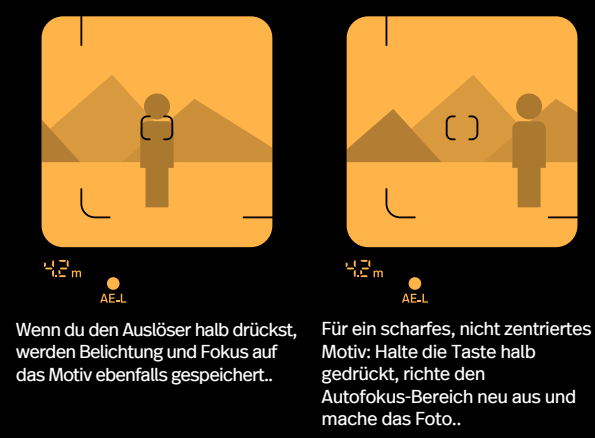 4.2 m
AE-L
Wenn du den Auslöser halb drückst,
werden Belichtung und Fokus auf
das Motiv ebenfalls gespeichert..
4.2 m
AE-L
Für ein scharfes, nicht zentriertes
Motiv: Halte die Taste halb
gedrückt, richte den
Autofokus-Bereich neu aus und
mache das Foto..